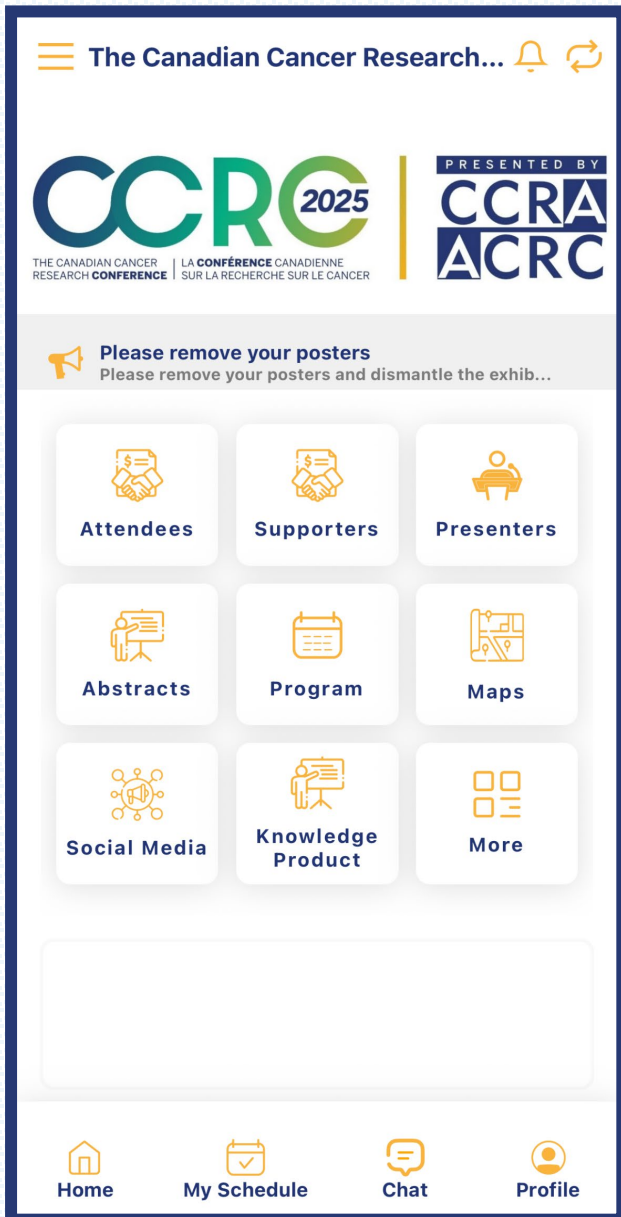 The Canadian Cancer Research...
CCRC 2025
THE CANADIAN CANCER
RESEARCH CONFERENCE
LA CONFÉRENCE CANADIENNE
SUR LA RECHERCHE SUR LE CANCER
PRESENTED BY
CCRA
ACRC
Please remove your posters
Please remove your posters and dismantle the exhib...
Attendees
Supporters
Presenters
Abstracts
Program
Maps
Social Media
Knowledge
Product
More
Home
My Schedule
Chat
Profile